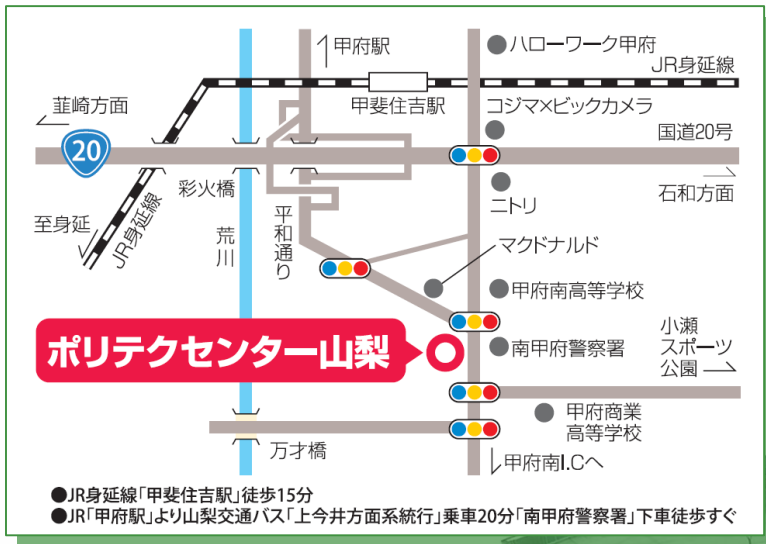 甲府駅
ハローワーク甲府
JR身延線
韮崎方面
甲斐住吉駅
コジマ×ビックカメラ
20
国道20号
彩火橋
ニトリ
石和方面
至身延
JR身延線
荒川
平和通り
マクドナルド
甲府南高等学校
ポリテクセンター山梨
南甲府警察署
小瀬
スポーツ
公園
甲府商業
高等学校
万才橋
甲府南I.Cへ
●JR身延線「甲斐住吉駅」徒歩15分
●JR「甲府駅」より山梨交通バス「上今井方面系統行」乗車20分「南甲府警察署」下車徒歩すぐ